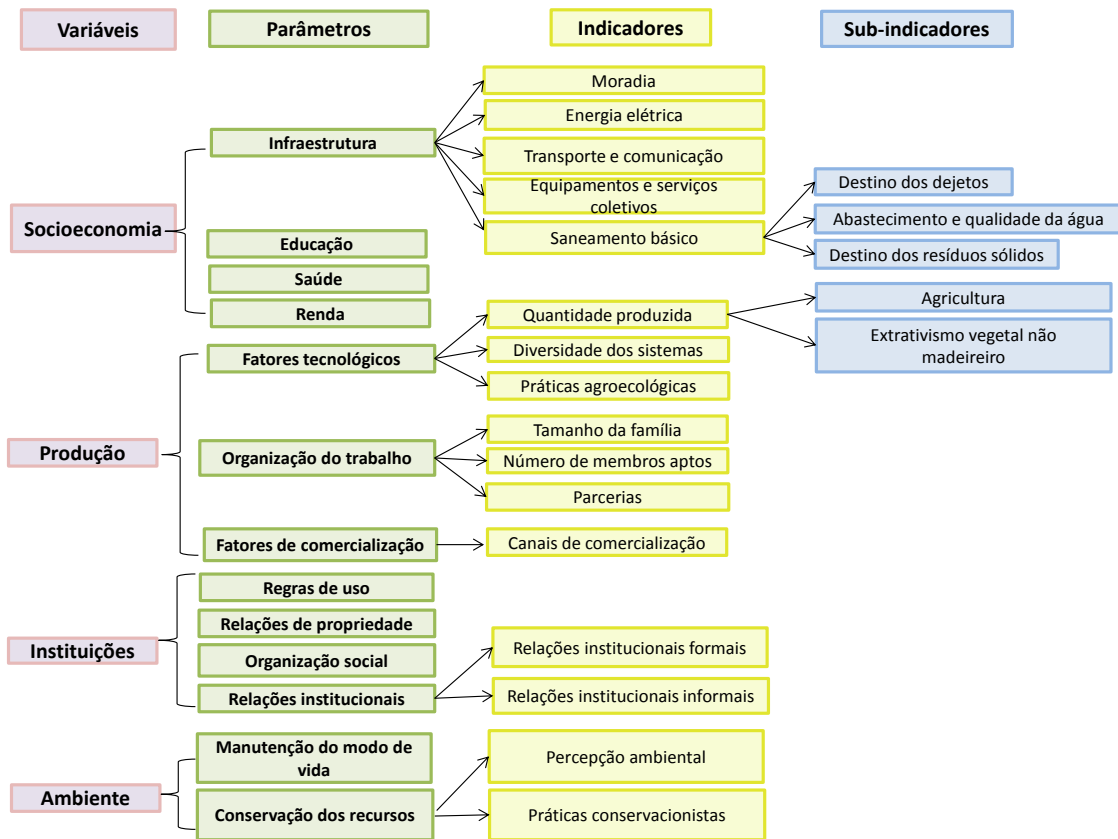 Variáveis
Parâmetros
Indicadores
Sub-indicadores
Socioeconomia
Infraestrutura
Moradia
Energia elétrica
Transporte e comunicação
Equipamentos e serviços
coletivos
Saneamento básico
Destino dos dejetos
Abastecimento e qualidade da água
Destino dos resíduos sólidos
Educação
Saúde
Renda
Produção
Fatores tecnológicos
Quantidade produzida
Agricultura
Extrativismo vegetal não
madeireiro
Diversidade dos sistemas
Práticas agroecológicas
Organização do trabalho
Tamanho da família
Número de membros aptos
Parcerias
Fatores de comercialização
Canais de comercialização
Instituições
Regras de uso
Relações de propriedade
Organização social
Relações institucionais
Relações institucionais formais
Relações institucionais informais
Ambiente
Manutenção do modo de
vida
Conservação dos recursos
Percepção ambiental
Práticas conservacionistas